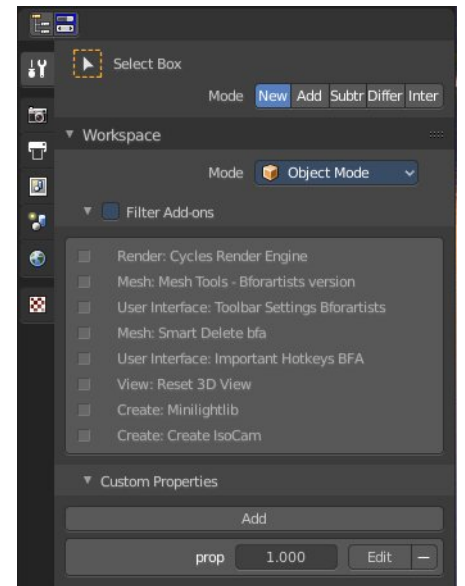 Select Box
Mode New Add Subtr Differ Inter
Workspace
Mode Object Mode
Filter Add-ons
Render: Cycles Render Engine
Mesh: Mesh Tools - Bforartists version
User Interface: Toolbar Settings Bforartists
Mesh: Smart Delete bfa
User Interface: Important Hotkeys BFA
View: Reset 3D View
Create: Minilightlib
Create: Create IsoCam
Custom Properties
Add
prop 1.000 Edit